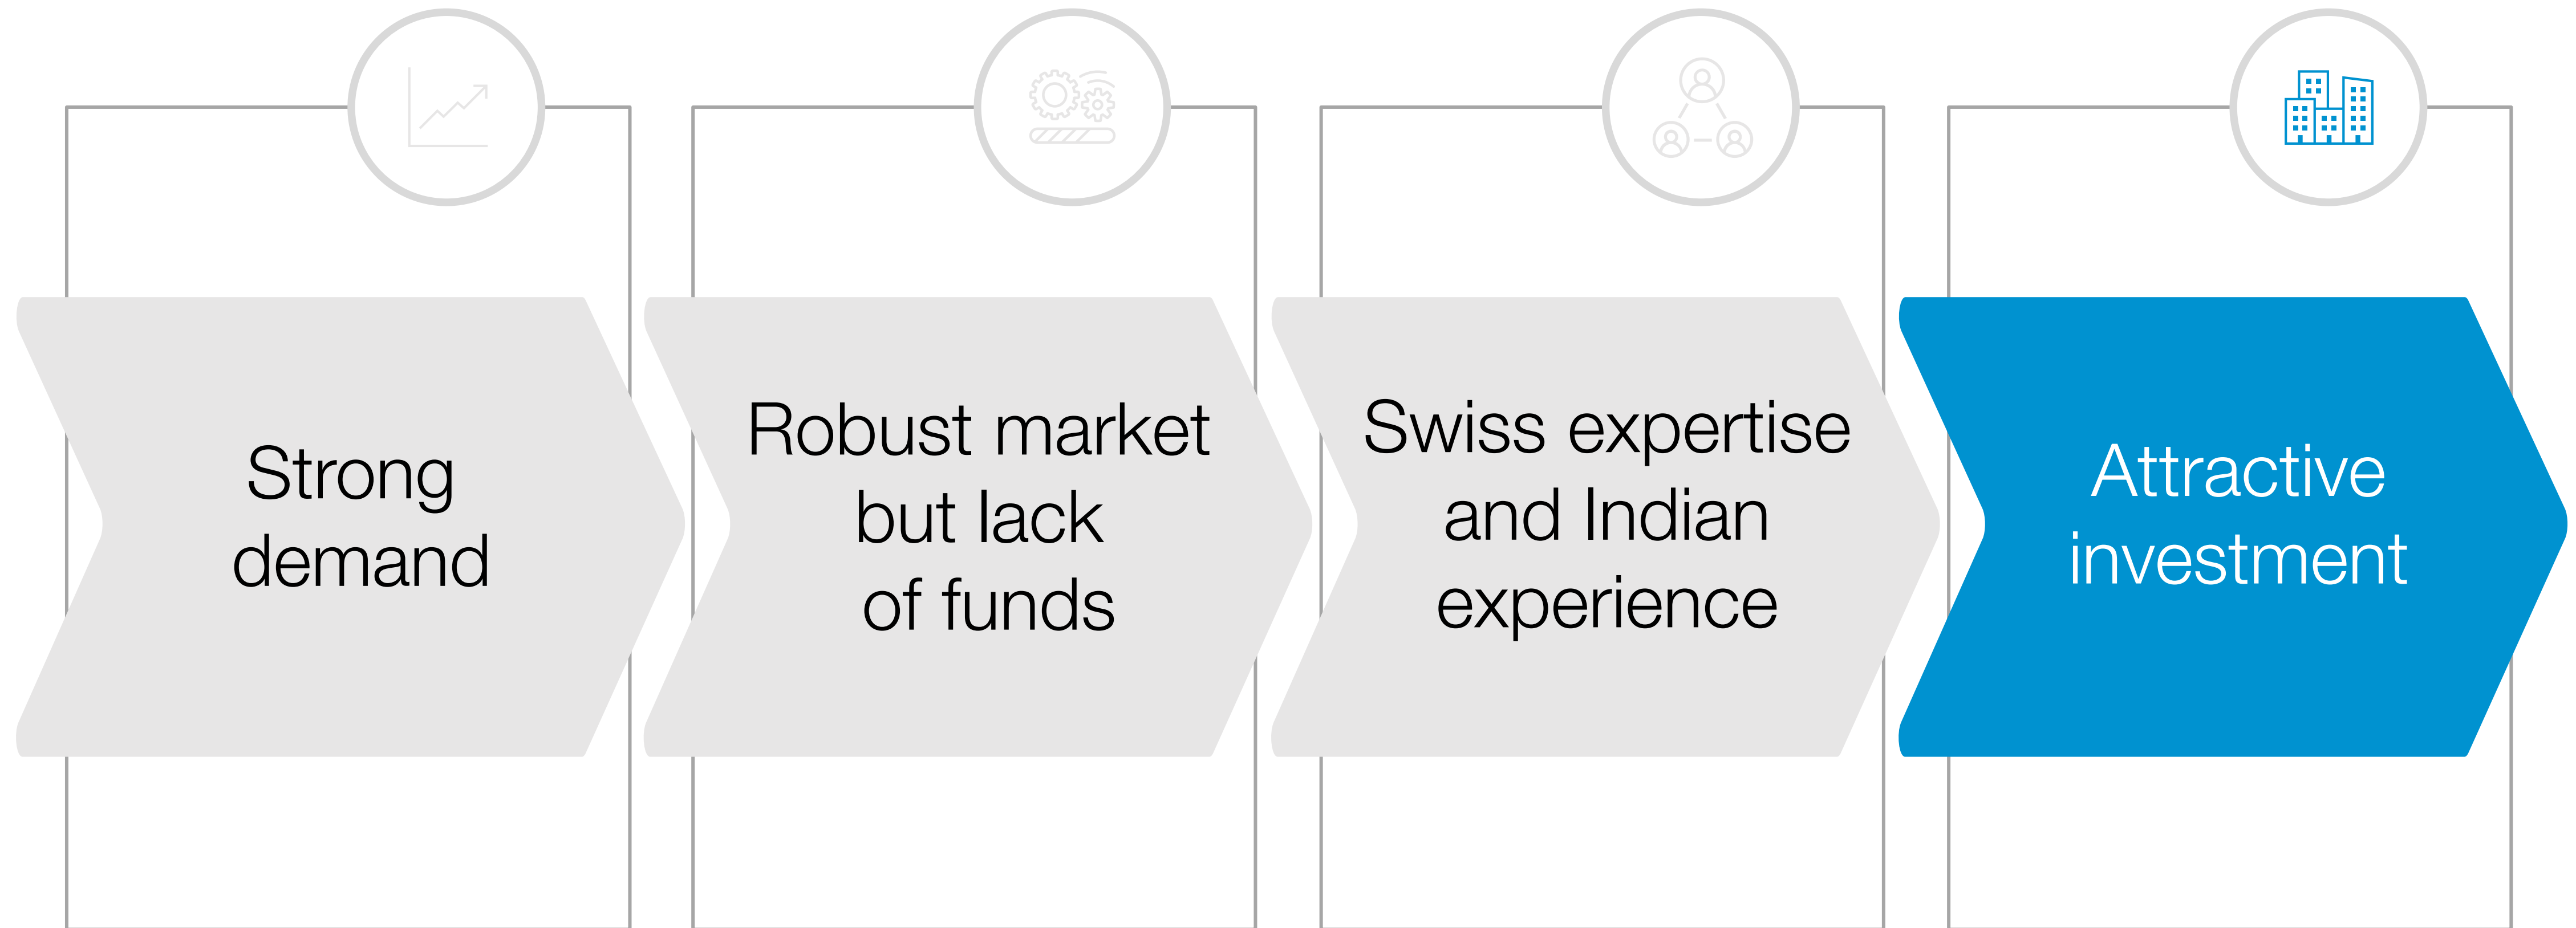 Strong
demand
Robust market
but lack
of funds
Swiss expertise
and Indian
experience
Attractive
investment